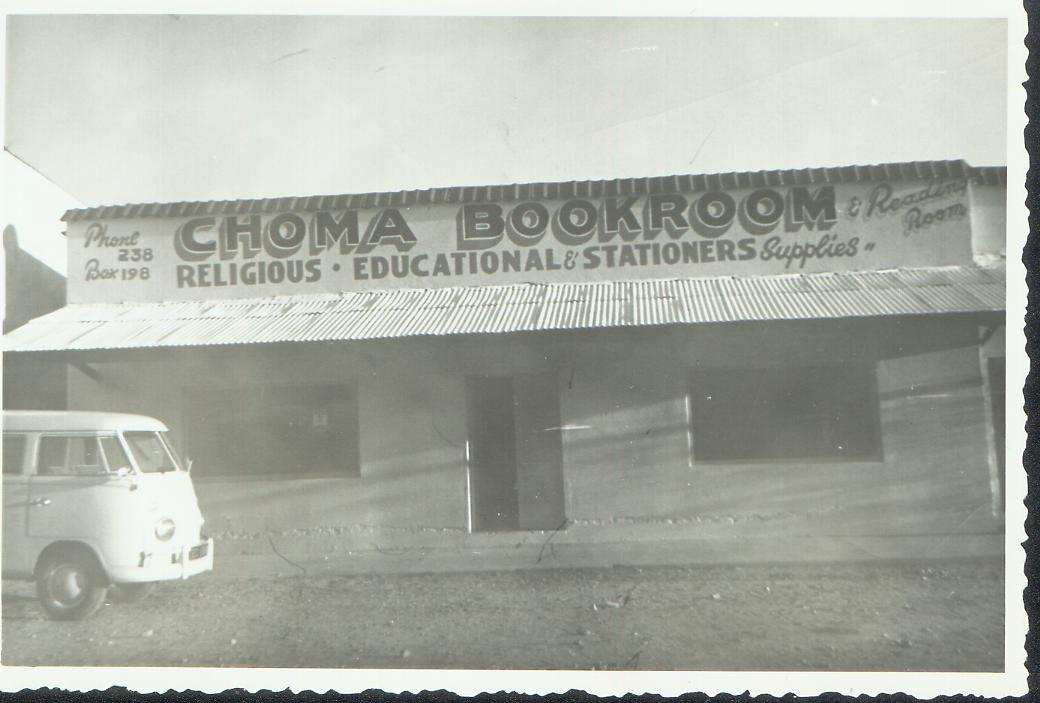 Phone 238
Box 198
CHOMA BOOKROOM & Reading Room
RELIGIOUS · EDUCATIONAL & STATIONERS Supplies "